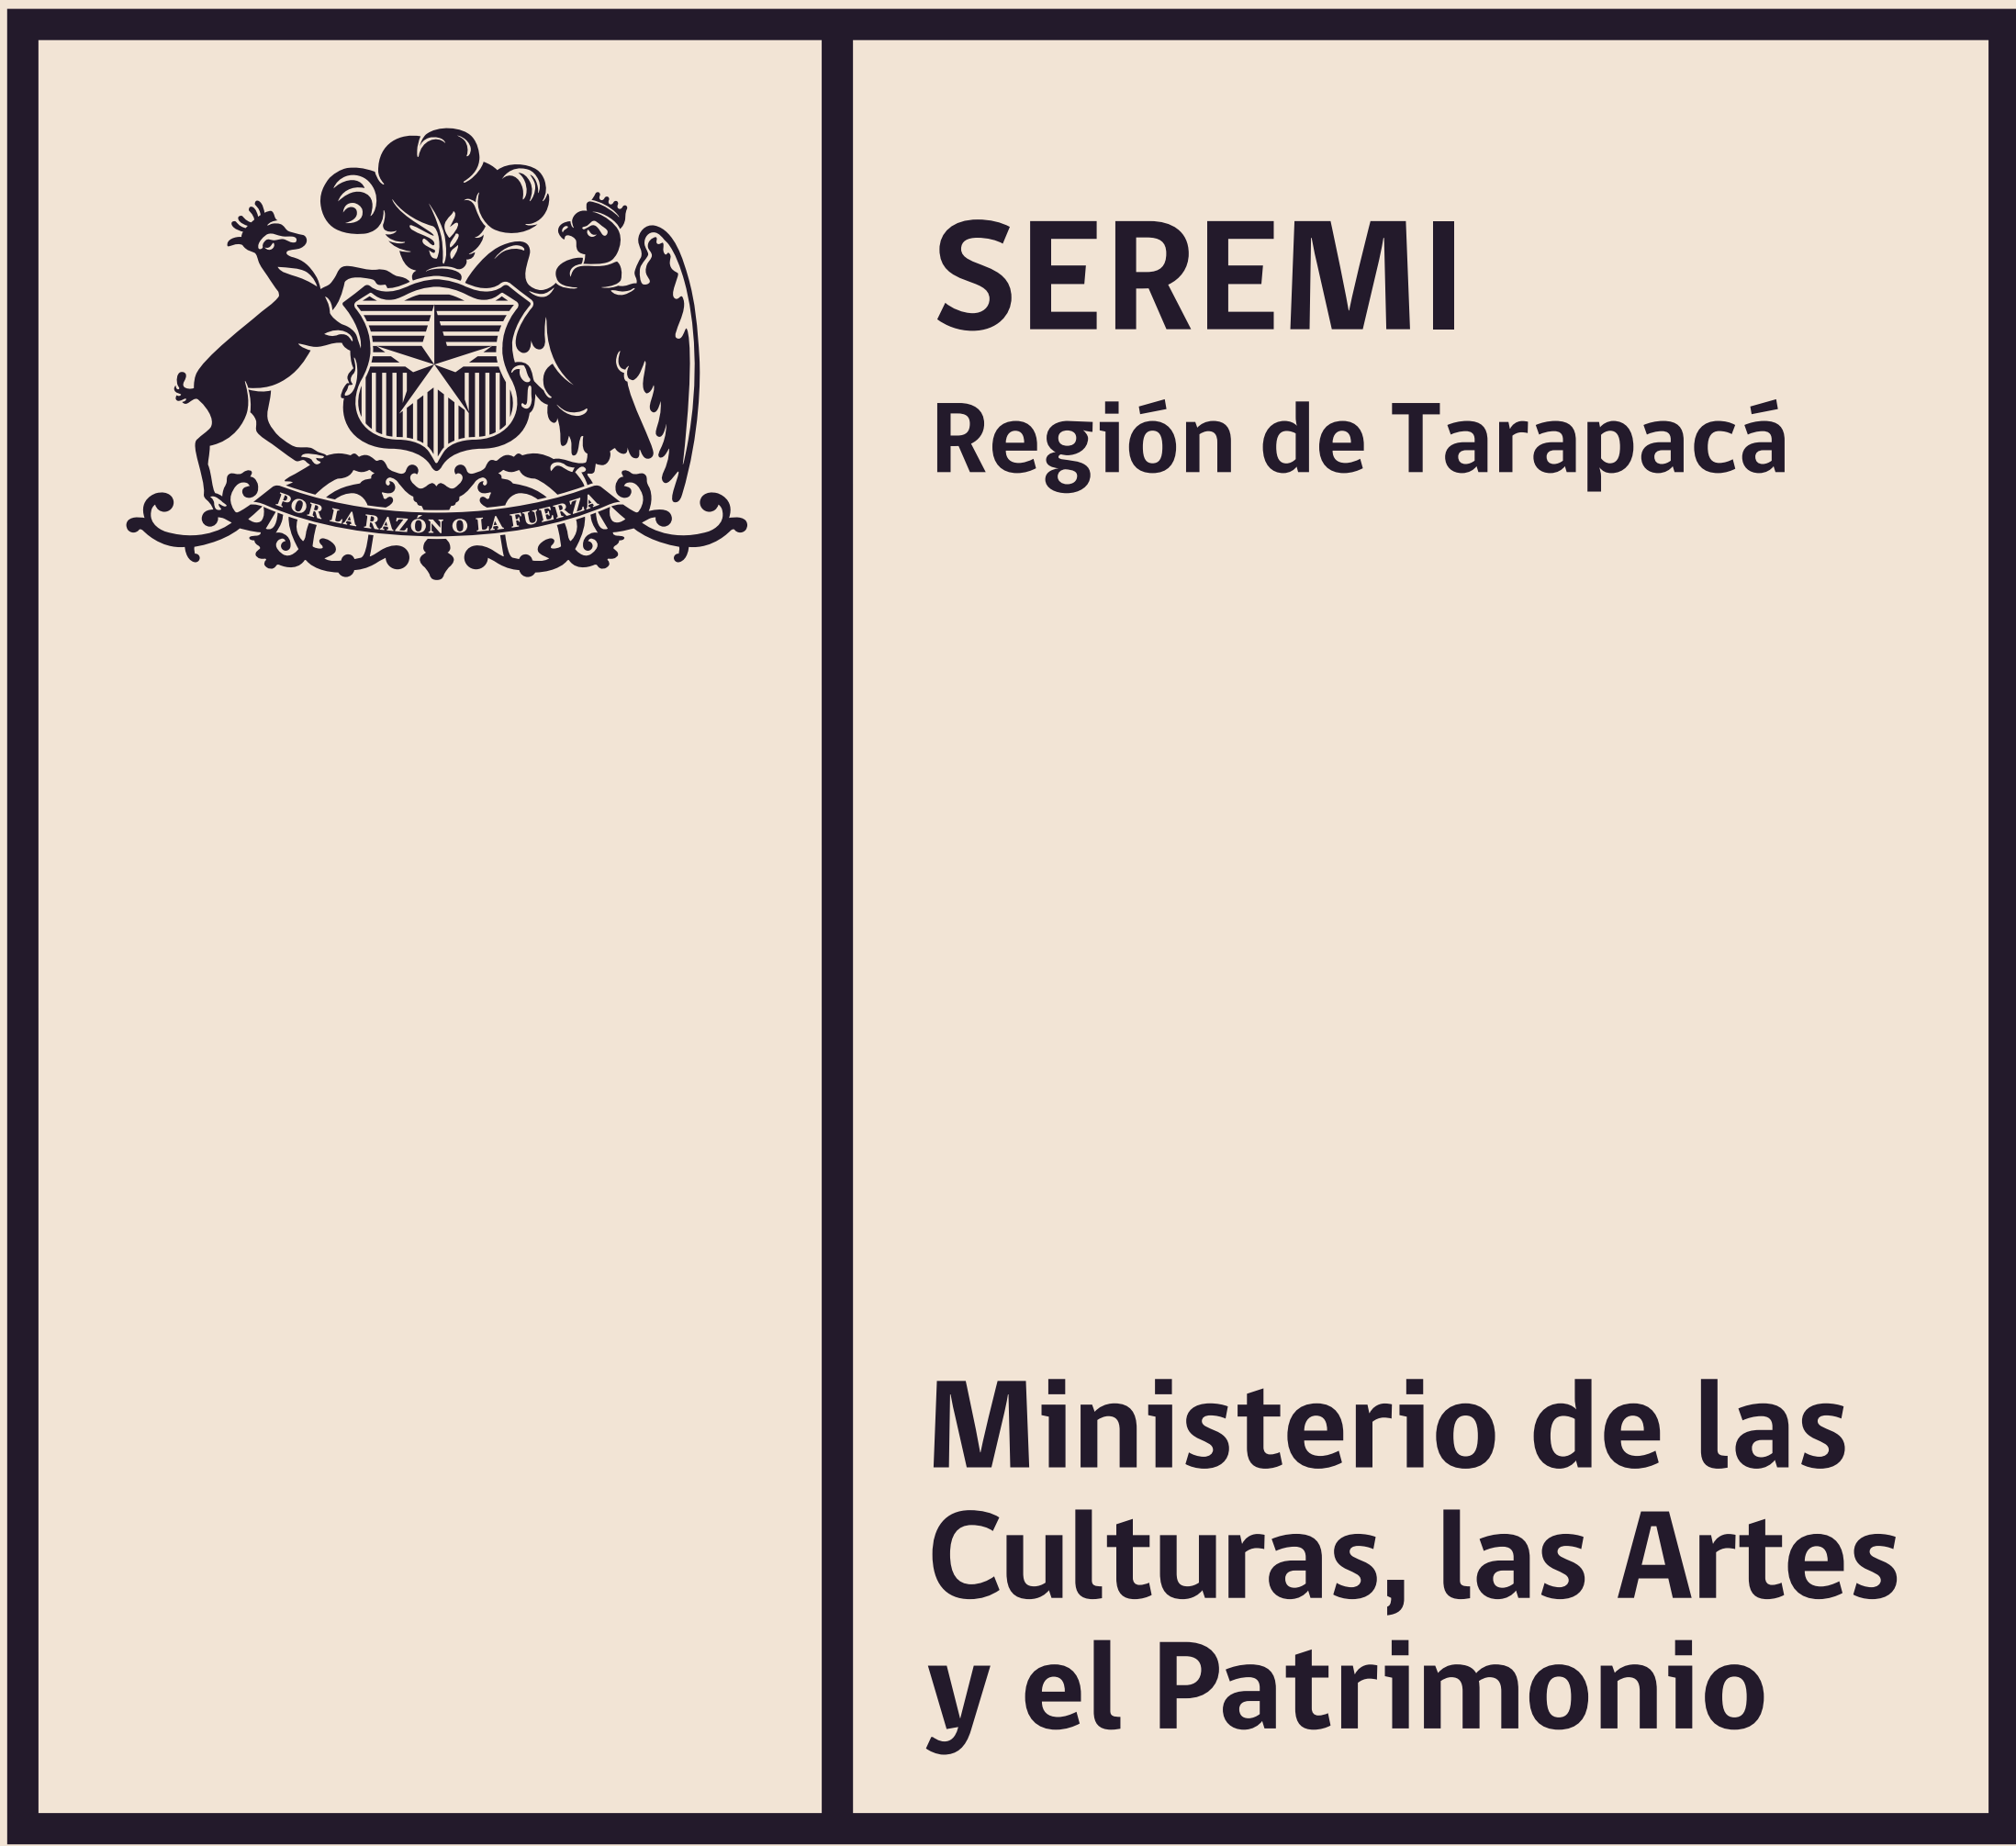 POR LA RAZÓN O LA FUERZA
SEREMI
Región de Tarapacá
Ministerio de las
Culturas, las Artes
y el Patrimonio